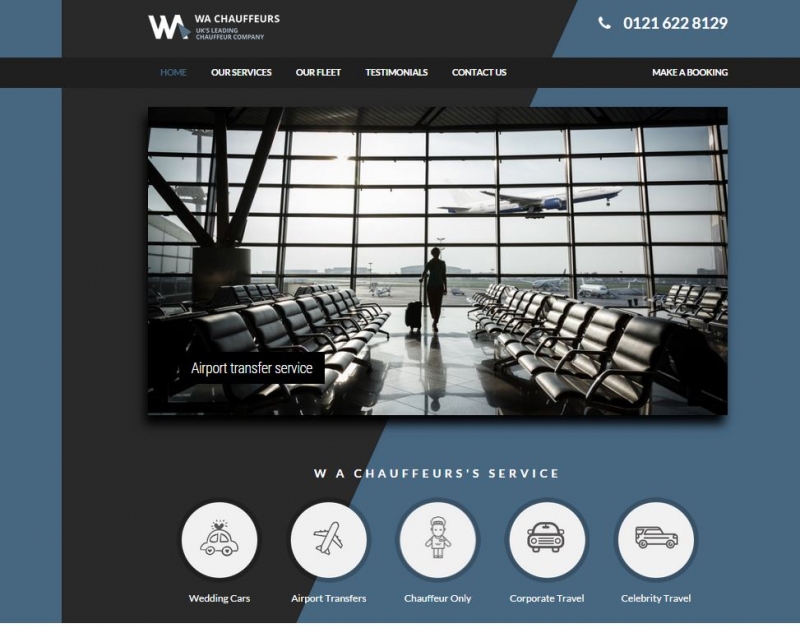 WA CHAUFFEURS
UK'S LEADING
CHAUFFEUR COMPANY
0121 622 8129
HOME OUR SERVICES OUR FLEET TESTIMONIALS CONTACT US MAKE A BOOKING
Airport transfer service
W A CHAUFFEURS'S SERVICE
Wedding Cars Airport Transfers Chauffeur Only Corporate Travel Celebrity Travel